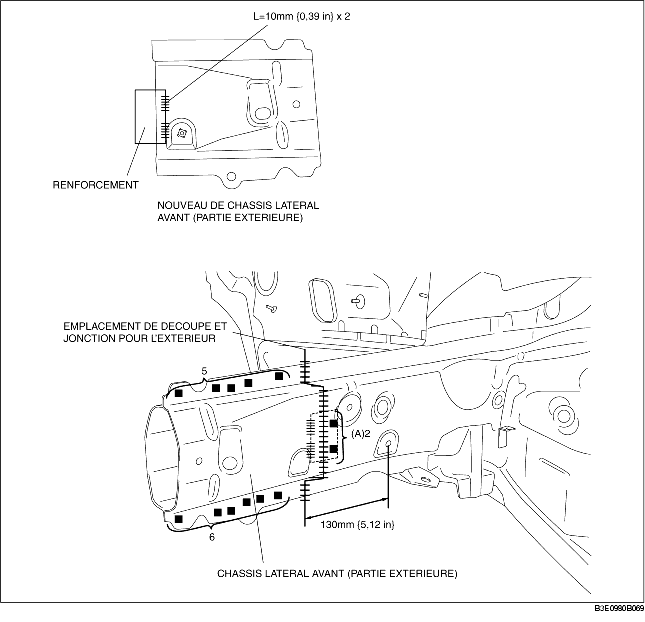 L=10mm {0,39 in} x 2
RENFORCEMENT
NOUVEAU DE CHASSIS LATERAL
AVANT (PARTIE EXTERIEURE)
EMPLACEMENT DE DECOUPE ET
JONCTION POUR L'EXTERIEUR
5
(A)2
130mm {5,12 in}
6
CHASSIS LATERAL AVANT (PARTIE EXTERIEURE)
B3E0980B069